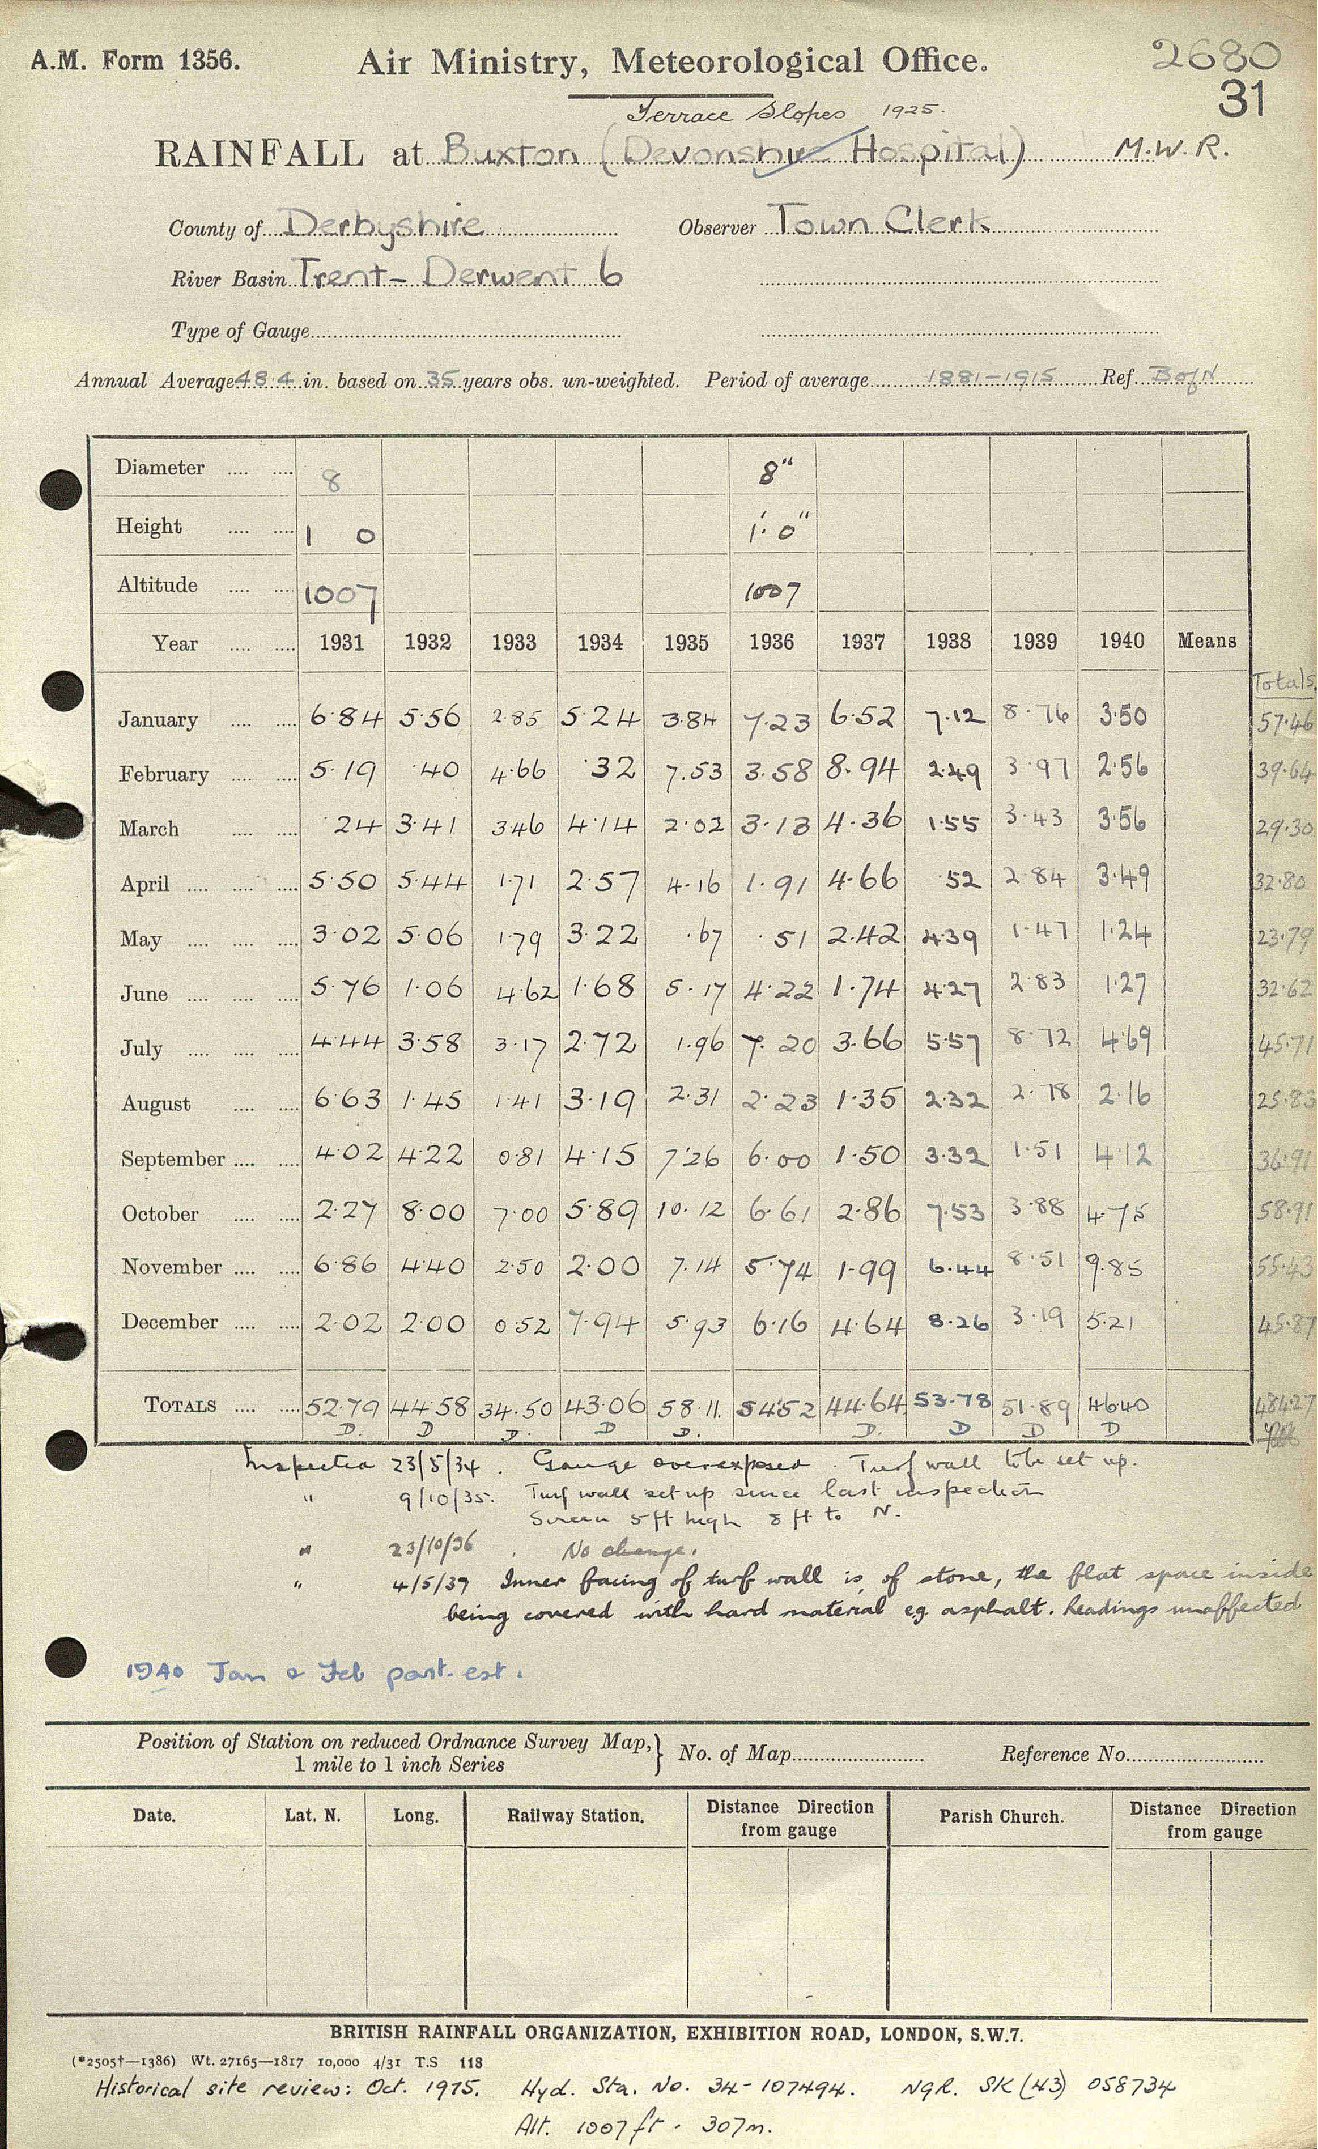 A.M. Form 1356.
Air Ministry, Meteorological Office.
2680
31
Terrace Slopes 1925.
RAINFALL at Buxton (Devonshire Hospital) M.W.R.
County of Derbyshire Observer Town Clerk
River Basin Trent - Derwent 6
Type of Gauge
Annual Average 48.4 in. based on 35 years obs. un-weighted. Period of average 1881-1915 Ref. B of N
Diameter 8 8"
Height 1 0 1' 0"
Altitude 1007 1007
Year 1931 1932 1933 1934 1935 1936 1937 1938 1939 1940 Means
Totals.
January 6.84 5.56 2.85 5.24 3.84 7.23 6.52 7.12 8.76 3.50 57.46
February 5.19 .40 4.66 .32 7.53 3.58 8.94 2.49 3.97 2.56 39.64
March .24 3.41 3.46 4.14 2.02 3.13 4.36 1.55 3.43 3.56 29.30
April 5.50 5.44 1.71 2.57 4.16 1.91 4.66 .52 2.84 3.49 32.80
May 3.02 5.06 1.79 3.22 .67 .51 2.42 4.39 1.47 1.24 23.79
June 5.76 1.06 4.62 1.68 5.17 4.22 1.74 4.27 2.83 1.27 32.62
July 4.44 3.58 3.17 2.72 1.96 7.20 3.66 5.57 8.72 4.69 45.71
August 6.63 1.45 1.41 3.19 2.31 2.23 1.35 2.32 2.78 2.16 25.83
September 4.02 4.22 0.81 4.15 7.26 6.00 1.50 3.32 1.51 4.12 36.91
October 2.27 8.00 7.00 5.89 10.12 6.61 2.86 7.53 3.88 4.75 58.91
November 6.86 4.40 2.50 2.00 7.14 5.74 1.99 6.44 8.51 9.85 55.43
December 2.02 2.00 0.52 7.94 5.93 6.16 4.64 8.26 3.19 5.21 45.87
TOTALS 52.79 44.58 34.50 43.06 58.11 54.52 44.64 53.78 51.89 46.40 484.27
D. D D. D D. D. D D D
Inspected 23/5/34. Gauge overexposed. Turf wall to be set up.
" 9/10/35. Turf wall set up since last inspection
Screen 5ft high 8 ft to N.
" 23/10/36. No change.
" 4/5/39 Inner facing of turf wall is of stone, the flat space inside
being covered with hard material eg asphalt. Readings unaffected
1940 Jan & Feb part. est.
Position of Station on reduced Ordnance Survey Map, 1 mile to 1 inch Series } No. of Map Reference No.
Date. Lat. N. Long. Railway Station. Distance Direction from gauge Parish Church. Distance Direction from gauge
BRITISH RAINFALL ORGANIZATION, EXHIBITION ROAD, LONDON, S.W.7.
(*2505†—1386) Wt. 27165—1817 10,000 4/31 T.S 118
Historical site review: Oct. 1975. Hyd. Sta. No. 34-107494. NGR. SK (43) 058734
Alt. 1007 ft. 307m.